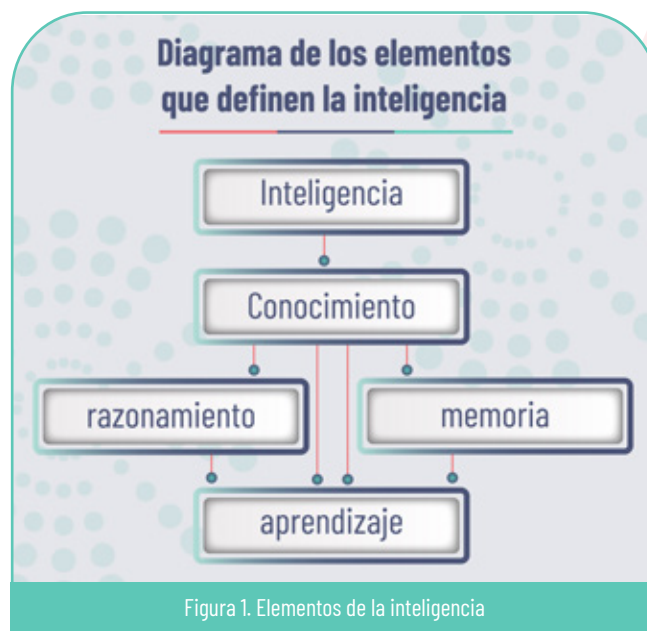 Diagrama de los elementos
que definen la inteligencia
Inteligencia
Conocimiento
razonamiento
memoria
aprendizaje
Figura 1. Elementos de la inteligencia